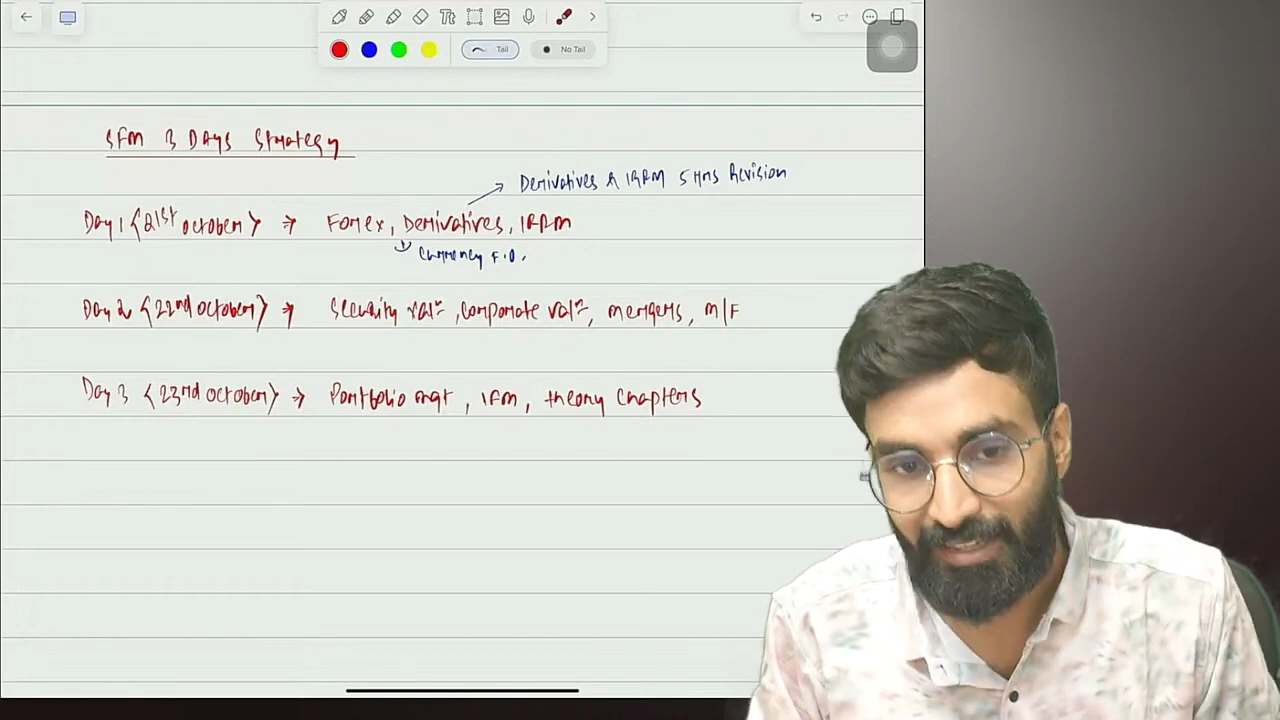 Tt
Tail
No Tail
SFM 3 Days Strategy
Derivatives & IRRM 5 Hrs Revision
Day 1 {21st october} ⇒ Forex, Derivatives, IRRM
Currency F.O.
Day 2 {22nd october} ⇒ Security valⁿ, corporate valⁿ, mergers, M/F
Day 3 {23rd october} ⇒ Portfolio mgt, IFM, theory chapters